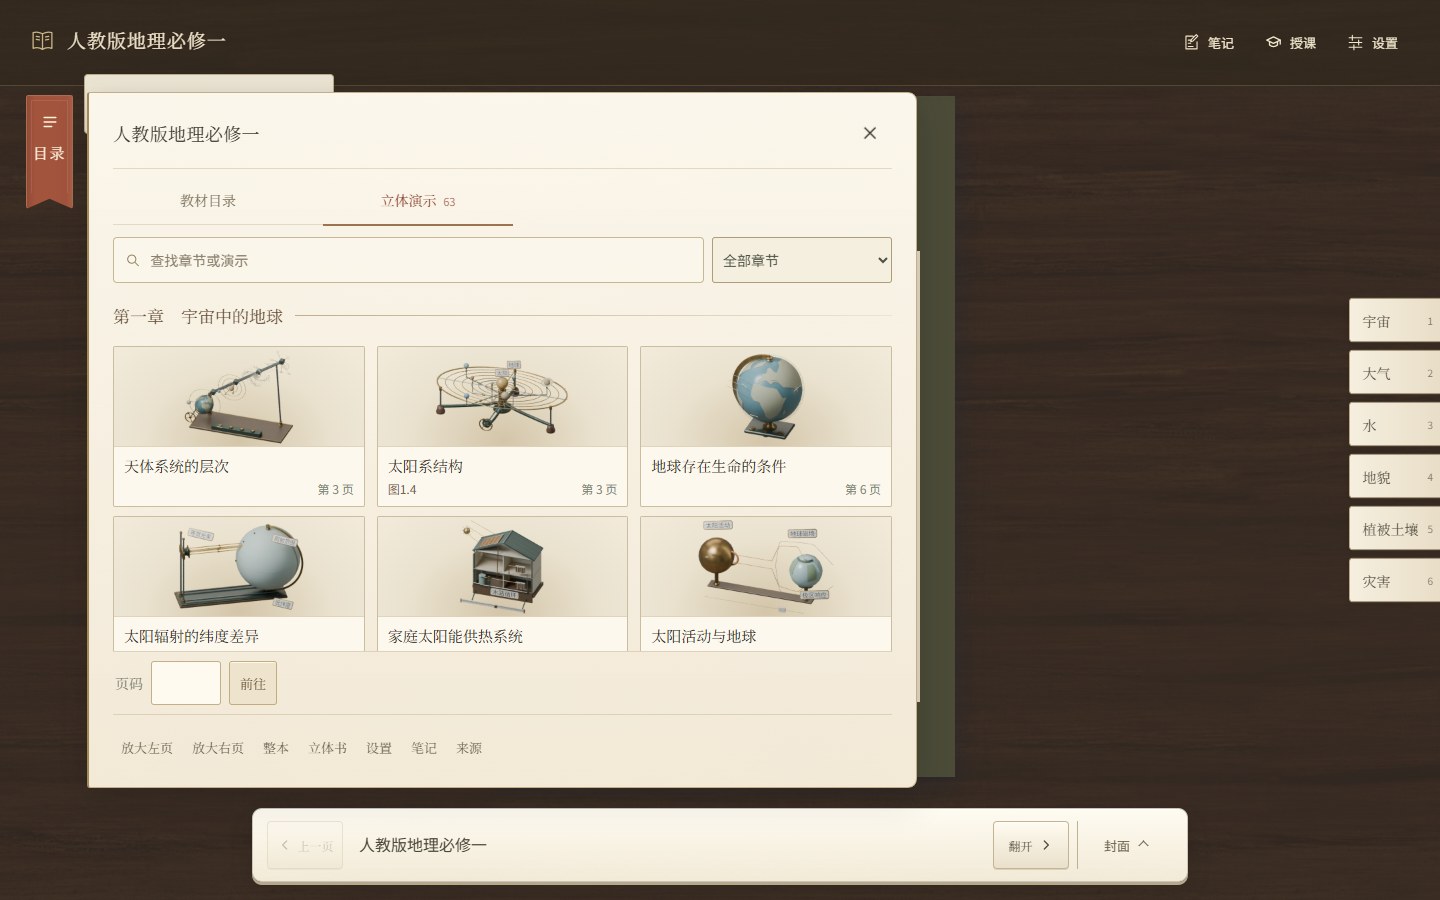 人教版地理必修一
笔记
授课
设置
目录
人教版地理必修一
教材目录
立体演示 63
查找章节或演示
全部章节
第一章 宇宙中的地球
天体系统的层次
第 3 页
太阳系结构
图1.4
第 3 页
地球存在生命的条件
第 6 页
太阳辐射的纬度差异
家庭太阳能供热系统
太阳活动与地球
页码
前往
放大左页
放大右页
整本
立体书
设置
笔记
来源
宇宙 1
大气 2
水 3
地貌 4
植被土壤 5
灾害 6
上一页
人教版地理必修一
翻开
封面